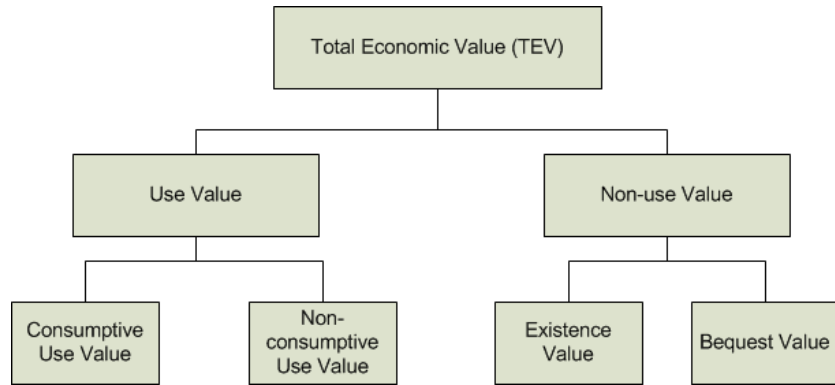 Total Economic Value (TEV)
Use Value
Non-use Value
Consumptive
Use Value
Non-
consumptive
Use Value
Existence
Value
Bequest Value